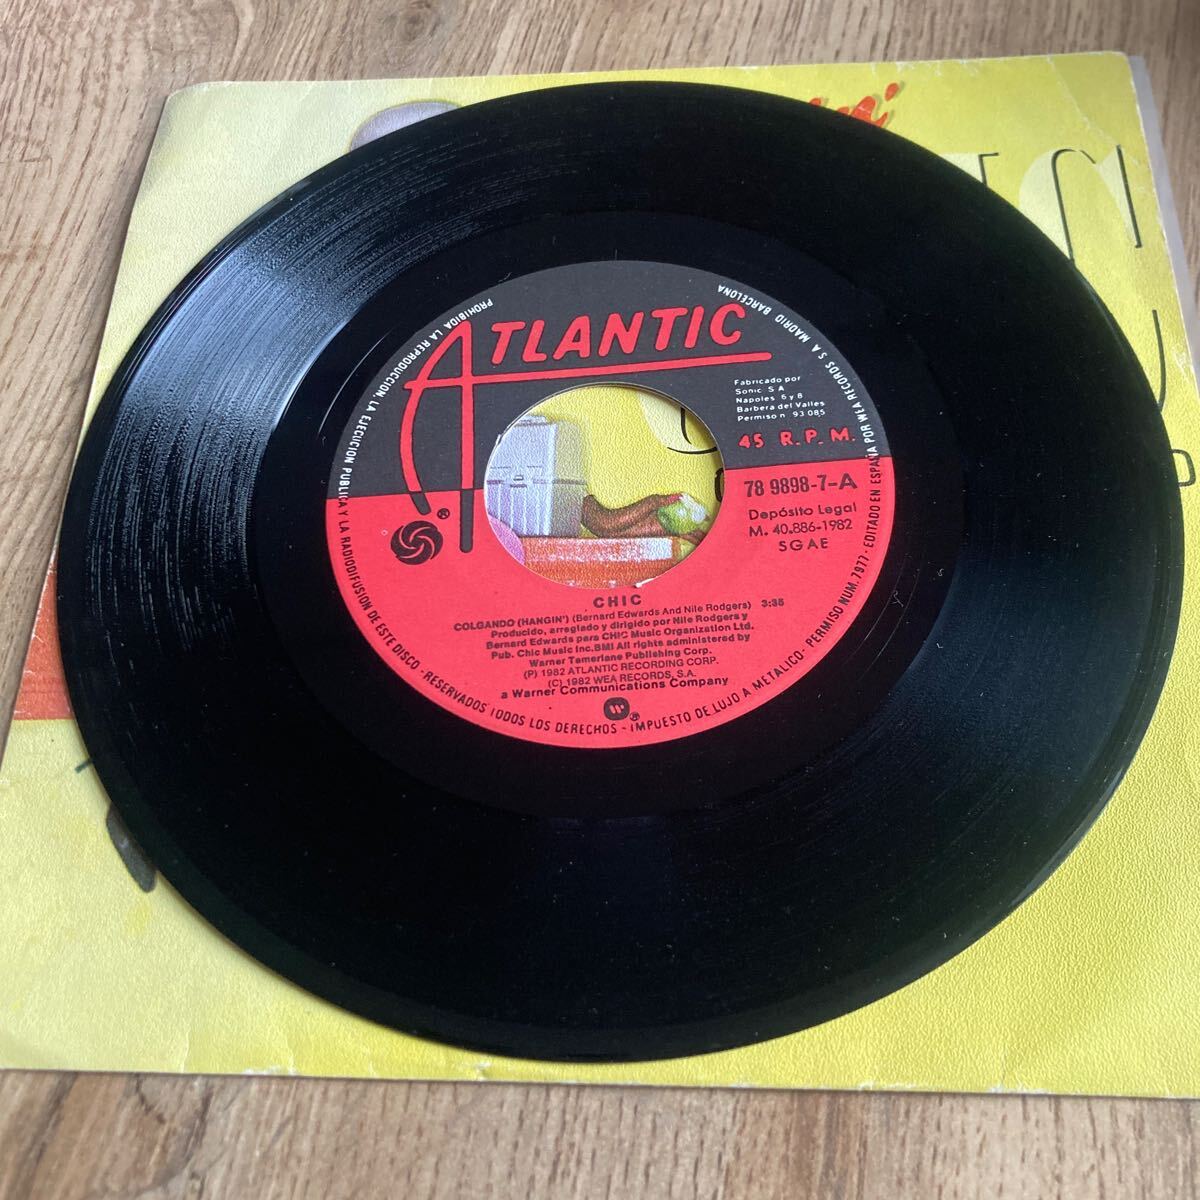 ATLANTIC
Fabricado por
Sonic S A
Napoles 6 y 8
Barbera del Valles
Permiso n. 93 085
45 R.P.M.
78 9898-7-A
Depósito Legal
M. 40.886-1982
SGAE
CHIC
COLGANDO (HANGIN') (Bernard Edwards And Nile Rodgers) 3:35
Producido, arreglado y dirigido por Nile Rodgers y
Bernard Edwards para CHIC Music Organization Ltd.
Pub. Chic Music Inc. BMI All rights administered by
Warner Tamerlane Publishing Corp.
(P) 1982 ATLANTIC RECORDING CORP.
(C) 1982 WEA RECORDS, S.A.
a Warner Communications Company
PROHIBIDA LA REPRODUCCION, LA EJECUCION PUBLICA Y LA RADIODIFUSION DE ESTE DISCO - RESERVADOS TODOS LOS DERECHOS - IMPUESTO DE LUJO A METALICO - PERMISO NUM. 7977 - EDITADO EN ESPAÑA POR WEA RECORDS S A MADRID BARCELONA